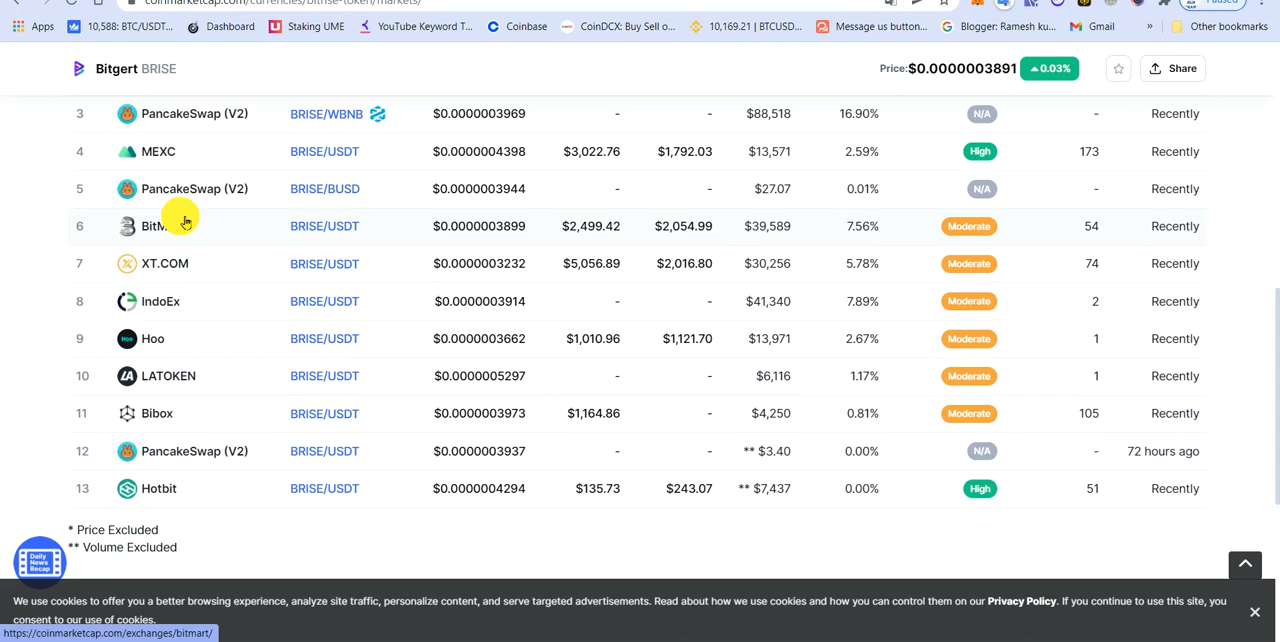 coinmarketcap.com/currencies/bitrise-token/markets/
Paused
Apps 10,588: BTC/USDT... Dashboard Staking UME YouTube Keyword T... Coinbase CoinDCX: Buy Sell o... 10,169.21 | BTCUSD... Message us button... Blogger: Ramesh ku... Gmail » Other bookmarks
Bitgert BRISE Price:$0.0000003891 0.03% Share
3 PancakeSwap (V2) BRISE/WBNB $0.0000003969 - - $88,518 16.90% N/A - Recently
4 MEXC BRISE/USDT $0.0000004398 $3,022.76 $1,792.03 $13,571 2.59% High 173 Recently
5 PancakeSwap (V2) BRISE/BUSD $0.0000003944 - - $27.07 0.01% N/A - Recently
6 BitM BRISE/USDT $0.0000003899 $2,499.42 $2,054.99 $39,589 7.56% Moderate 54 Recently
7 XT.COM BRISE/USDT $0.0000003232 $5,056.89 $2,016.80 $30,256 5.78% Moderate 74 Recently
8 IndoEx BRISE/USDT $0.0000003914 - - $41,340 7.89% Moderate 2 Recently
9 Hoo BRISE/USDT $0.0000003662 $1,010.96 $1,121.70 $13,971 2.67% Moderate 1 Recently
10 LATOKEN BRISE/USDT $0.0000005297 - - $6,116 1.17% Moderate 1 Recently
11 Bibox BRISE/USDT $0.0000003973 $1,164.86 - $4,250 0.81% Moderate 105 Recently
12 PancakeSwap (V2) BRISE/USDT $0.0000003937 - - ** $3.40 0.00% N/A - 72 hours ago
13 Hotbit BRISE/USDT $0.0000004294 $135.73 $243.07 ** $7,437 0.00% High 51 Recently
* Price Excluded
** Volume Excluded
Daily
News
Recap
We use cookies to offer you a better browsing experience, analyze site traffic, personalize content, and serve targeted advertisements. Read about how we use cookies and how you can control them on our Privacy Policy. If you continue to use this site, you
consent to our use of cookies.
https://coinmarketcap.com/exchanges/bitmart/